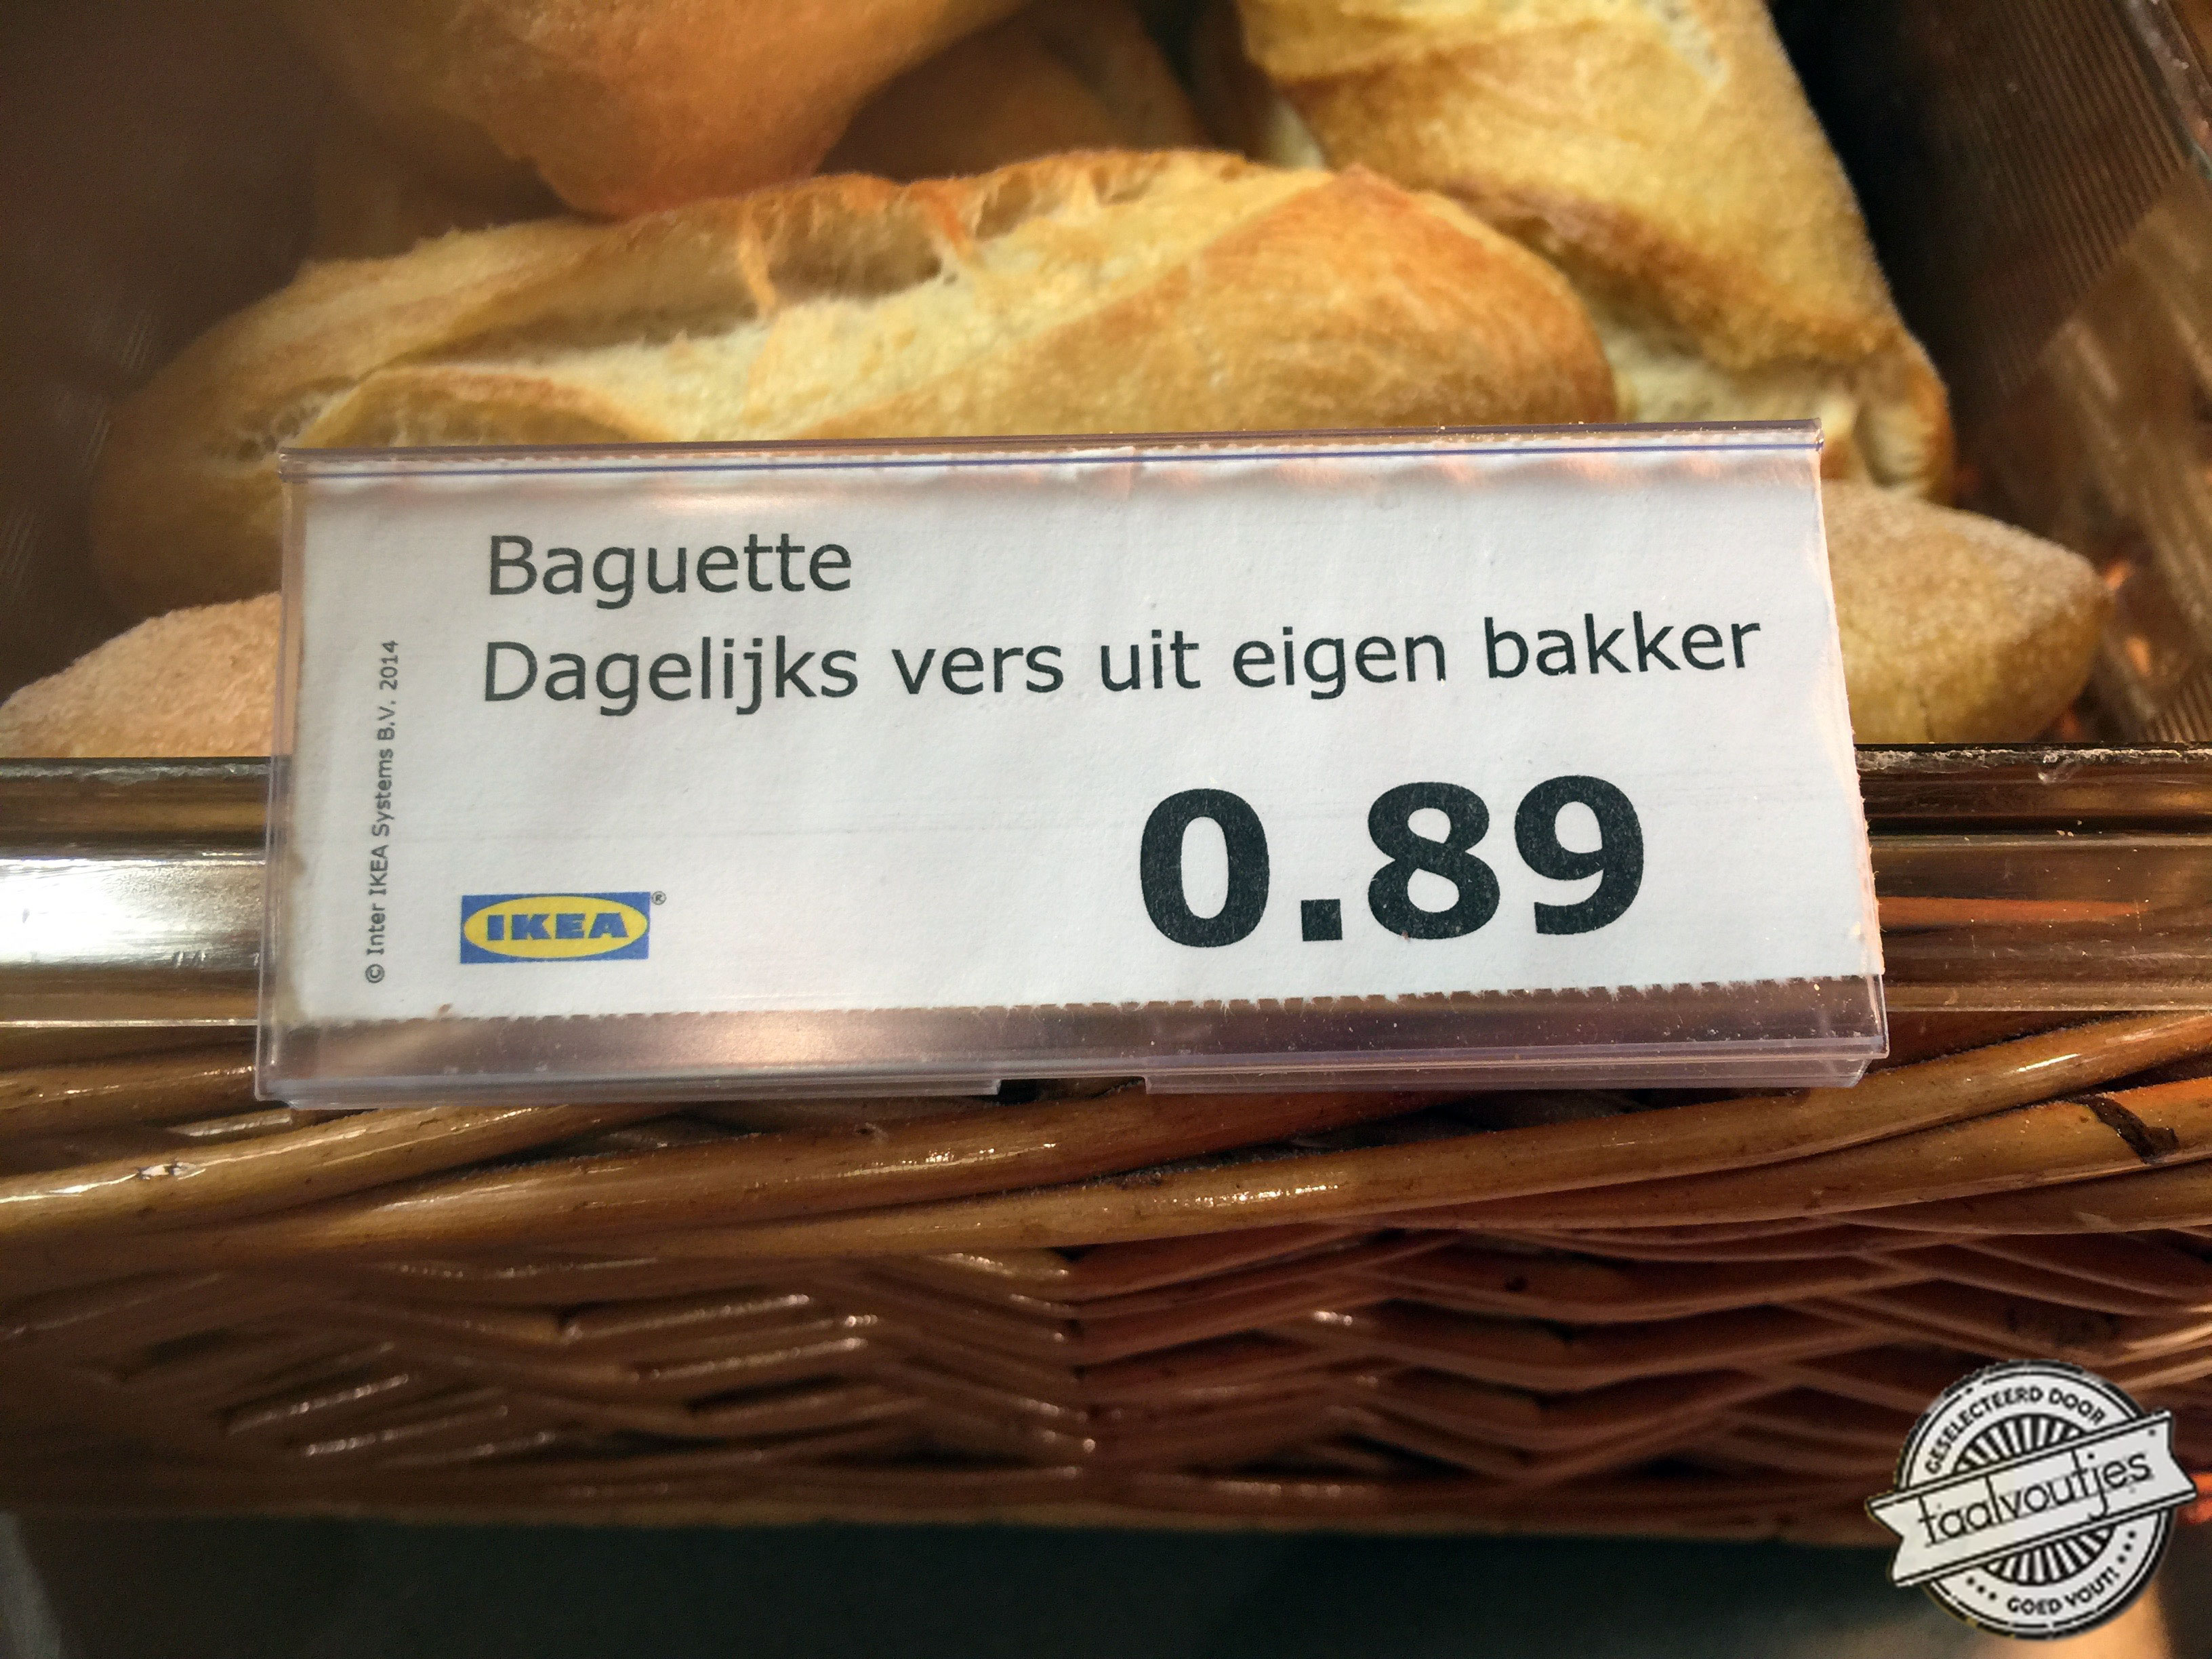 Baguette
Dagelijks vers uit eigen bakker
0.89
© Inter IKEA Systems B.V. 2014
IKEA®
GESELECTEERD DOOR
taalvoutjes
GOED VOUT!